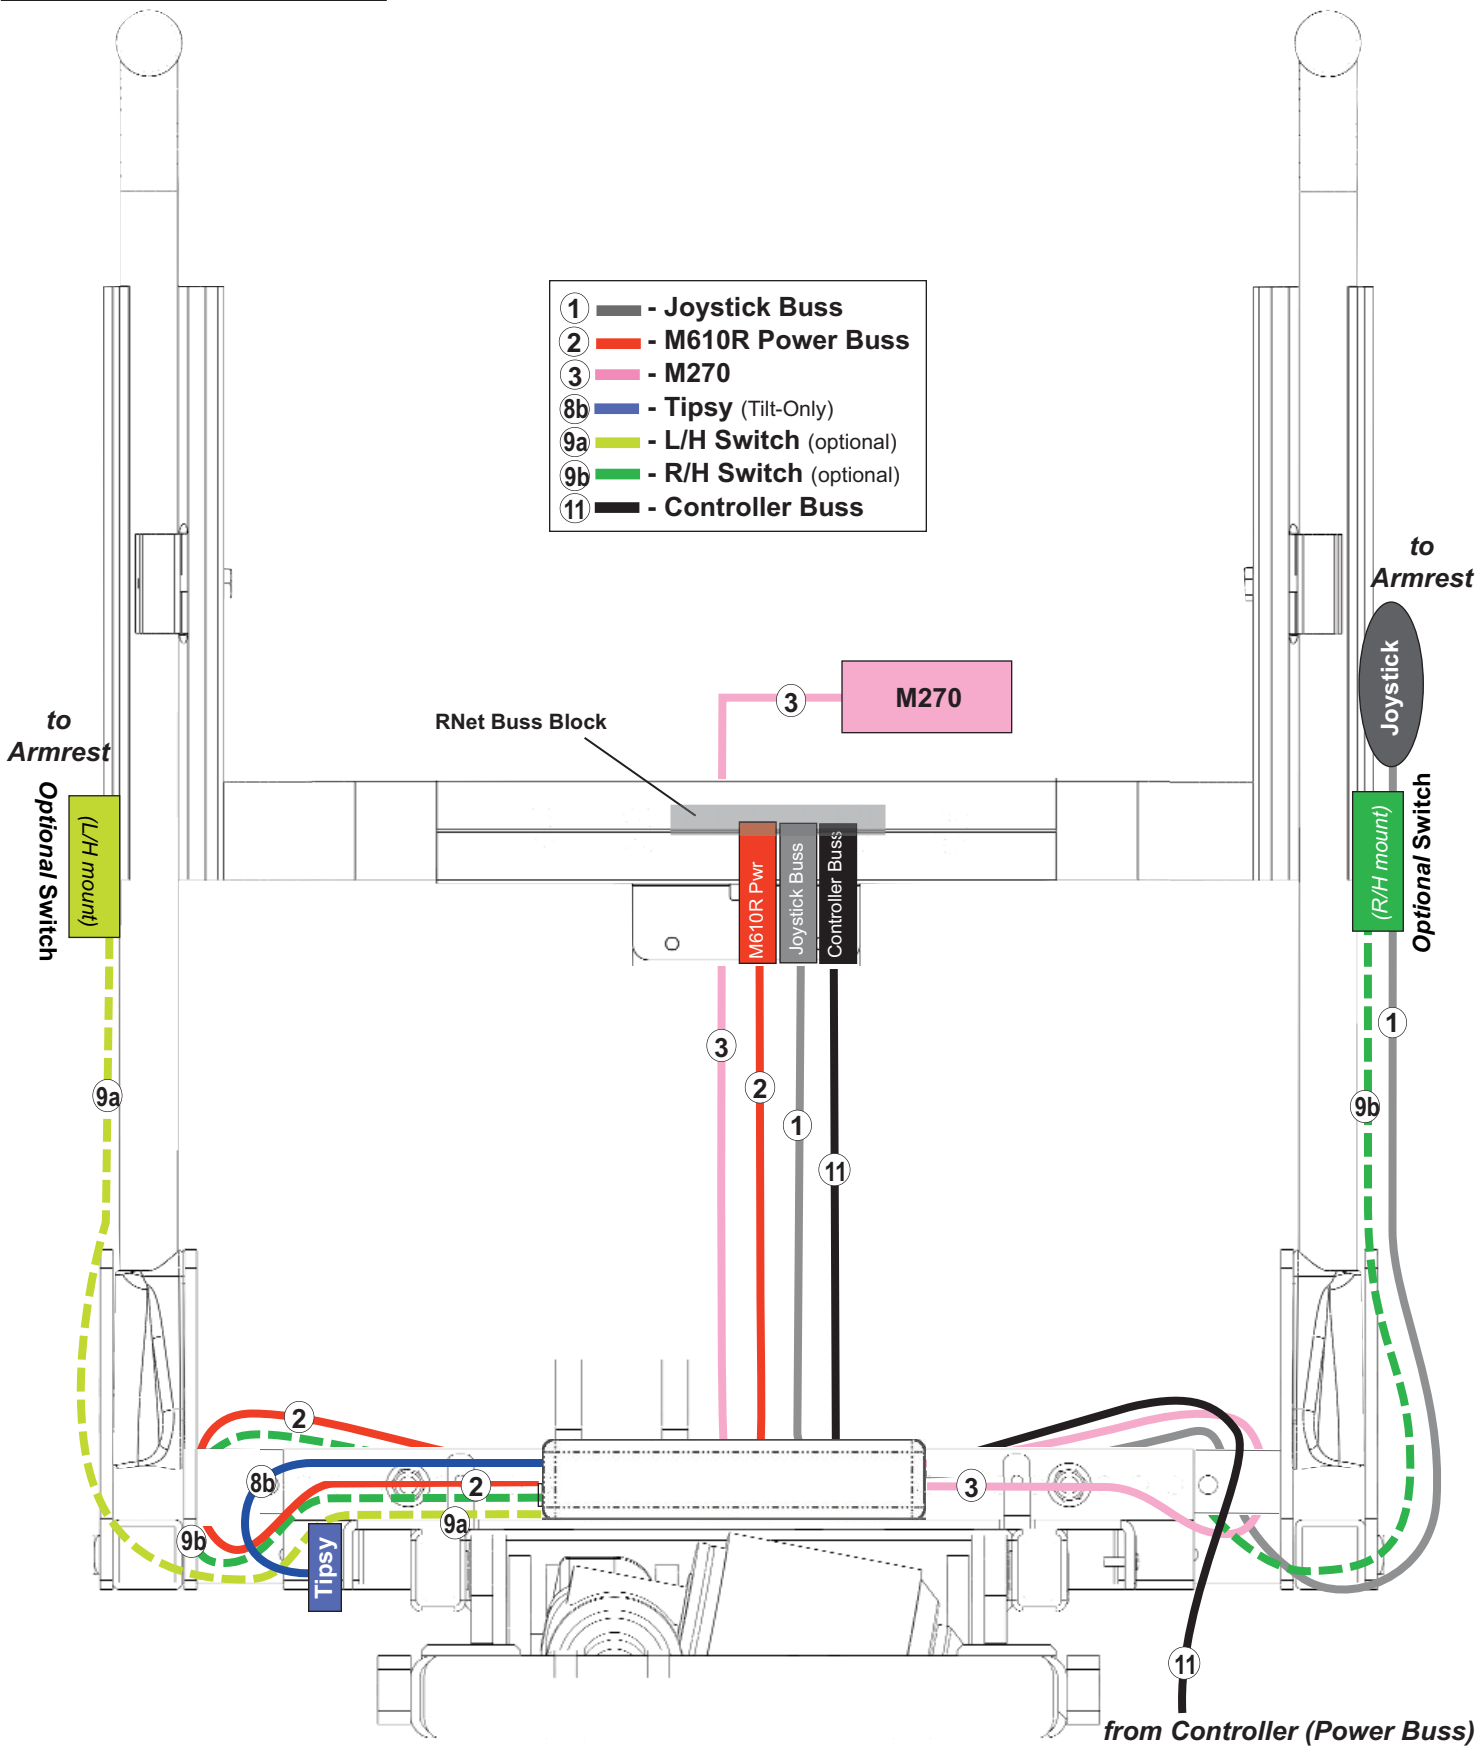 1 - Joystick Buss
2 - M610R Power Buss
3 - M270
8b - Tipsy (Tilt-Only)
9a - L/H Switch (optional)
9b - R/H Switch (optional)
11 - Controller Buss
to
Armrest
Joystick
3
M270
RNet Buss Block
to
Armrest
Optional Switch
(L/H mount)
M610R Pwr
Joystick Buss
Controller Buss
(R/H mount)
Optional Switch
1
3
2
9a
9b
1
11
2
8b
2
3
9a
9b
Tipsy
11
from Controller (Power Buss)